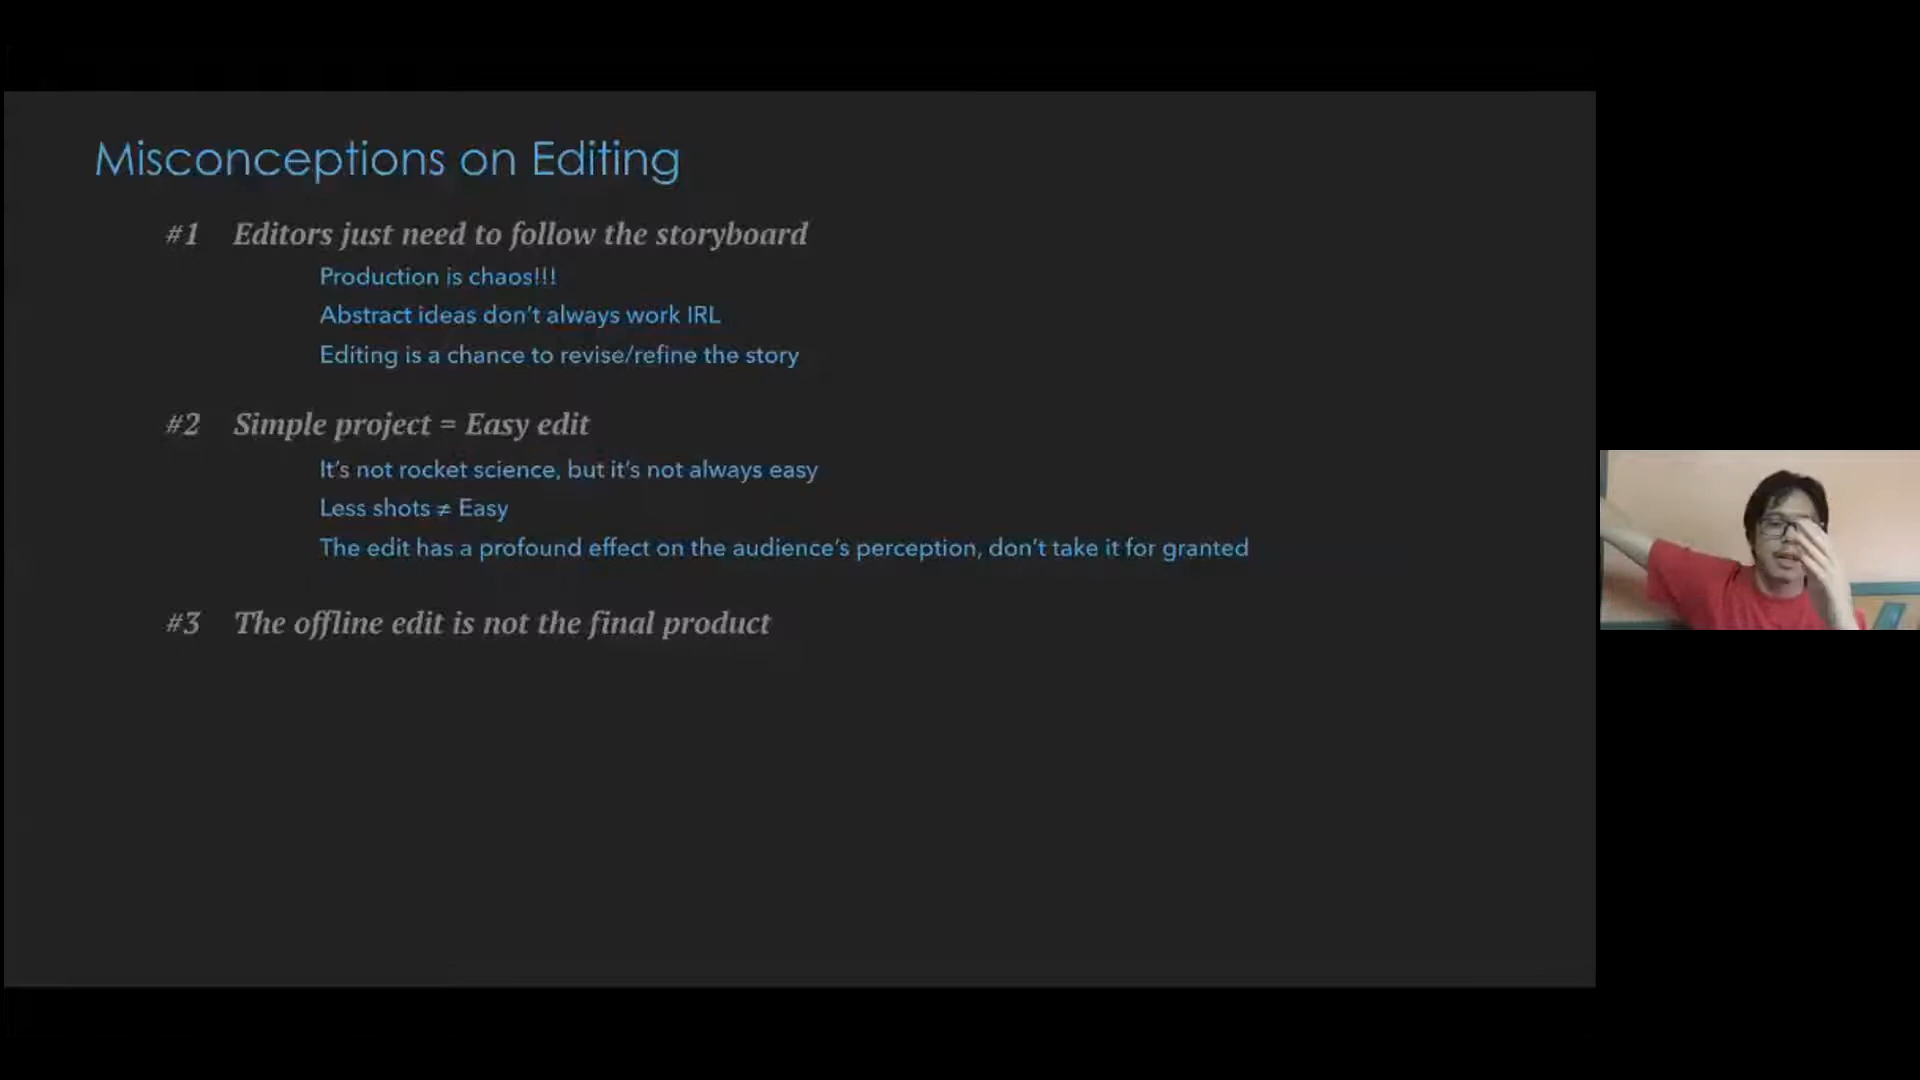 Misconceptions on Editing
#1 Editors just need to follow the storyboard
Production is chaos!!!
Abstract ideas don’t always work IRL
Editing is a chance to revise/refine the story
#2 Simple project = Easy edit
It’s not rocket science, but it’s not always easy
Less shots ≠ Easy
The edit has a profound effect on the audience’s perception, don’t take it for granted
#3 The offline edit is not the final product